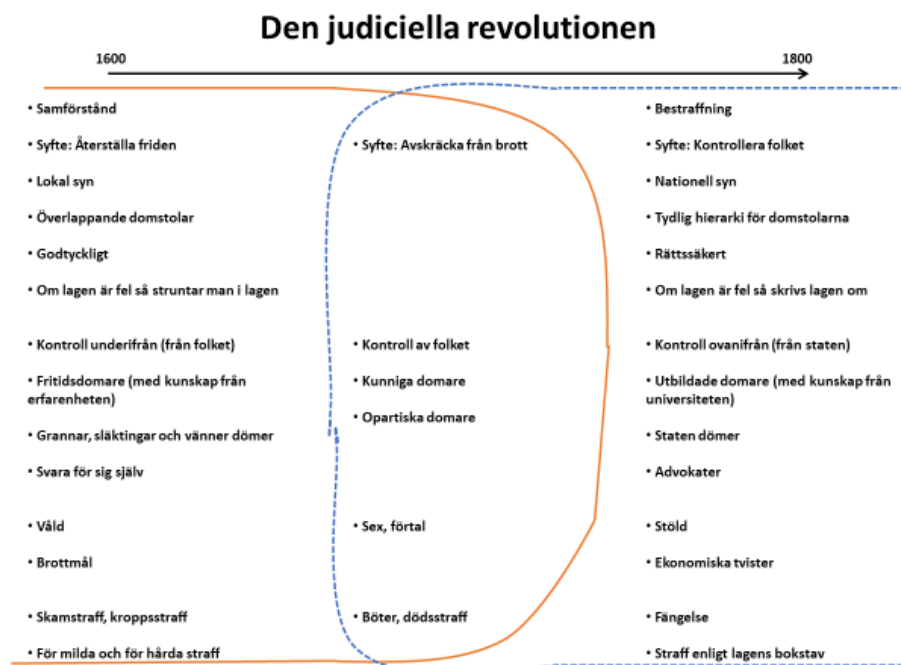 Den judiciella revolutionen
1600 1800
• Samförstånd
• Bestraffning
• Syfte: Återställa friden
• Syfte: Avskräcka från brott
• Syfte: Kontrollera folket
• Lokal syn
• Nationell syn
• Överlappande domstolar
• Tydlig hierarki för domstolarna
• Godtyckligt
• Rättssäkert
• Om lagen är fel så struntar man i lagen
• Om lagen är fel så skrivs lagen om
• Kontroll underifrån (från folket)
• Kontroll av folket
• Kontroll ovanifrån (från staten)
• Fritidsdomare (med kunskap från
erfarenheten)
• Kunniga domare
• Utbildade domare (med kunskap från
universiteten)
• Opartiska domare
• Grannar, släktingar och vänner dömer
• Staten dömer
• Svara för sig själv
• Advokater
• Våld
• Sex, förtal
• Stöld
• Brottmål
• Ekonomiska tvister
• Skamstraff, kroppsstraff
• Böter, dödsstraff
• Fängelse
• För milda och för hårda straff
• Straff enligt lagens bokstav